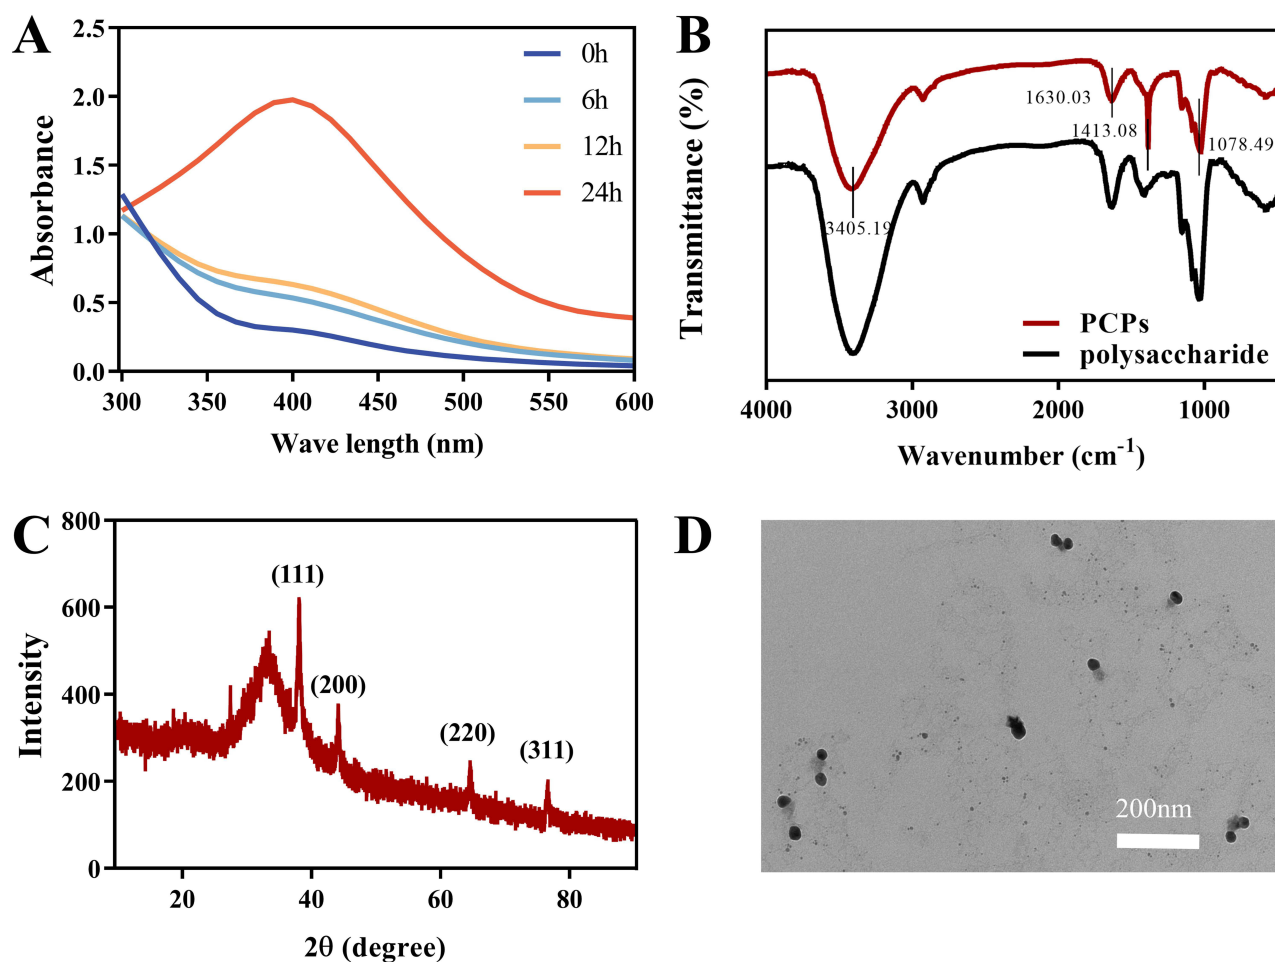 A
2.5
2.0
1.5
1.0
0.5
0.0
Absorbance
0h
6h
12h
24h
300
350
400
450
500
550
600
Wave length (nm)
B
Transmittance (%)
1630.03
1413.08
1078.49
3405.19
PCPs
polysaccharide
4000
3000
2000
1000
Wavenumber (cm-1)
C
800
600
400
200
0
Intensity
(111)
(200)
(220)
(311)
20
40
60
80
2θ (degree)
D
200nm